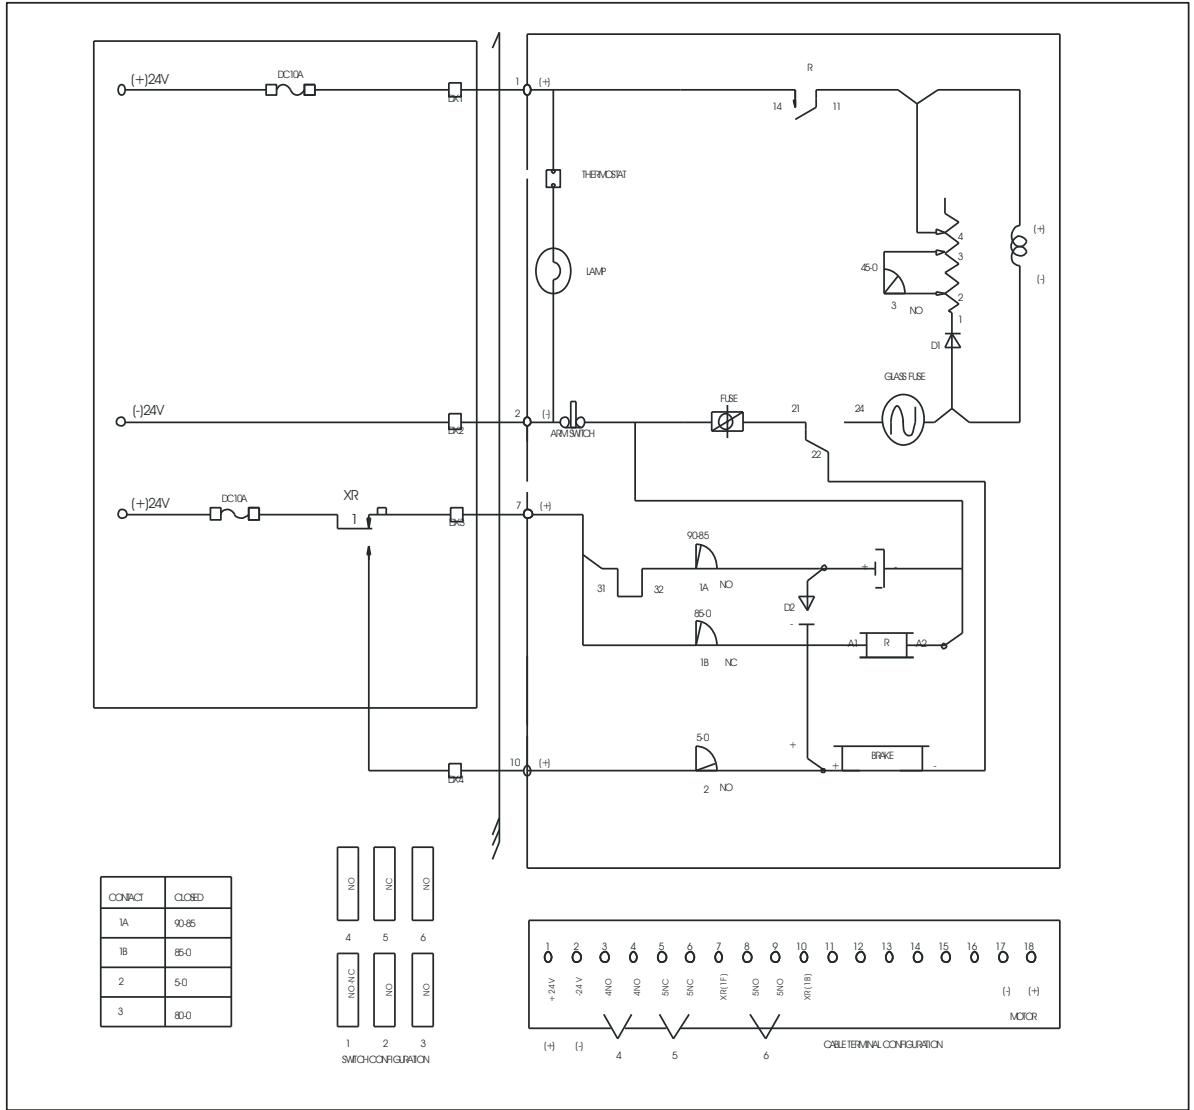 (+)24V
DC10A
BX1
1
(+)
R
14
11
THERMOSTAT
LAMP
4
3
2
1
45-0
3
NO
(+)
(-)
D1
GLASS FUSE
(-)24V
BX2
2
(-)
ARM SWITCH
FUSE
21
24
22
(+)24V
DC10A
XR
1
BX3
7
(+)
31
32
90-85
1A
NO
+
-
D2
-
85-0
1B
NC
A1
R
A2
BX4
10
(+)
5-0
2
NO
+
+
BRAKE
-
CONTACT CLOSED
1A 90-85
1B 85-0
2 5-0
3 80-0
NO NC NO
4 5 6
NO-NC NO NO
1 2 3
SWITCH CONFIGURATION
1 2 3 4 5 6 7 8 9 10 11 12 13 14 15 16 17 18
+ 24 V -24 V 4NO 4NO 5NC 5NC XR(1F) 5NO 5NO XR(1B) (-) (+)
MOTOR
(+) (-) 4 5 6
CABLE TERMINAL CONFIGURATION